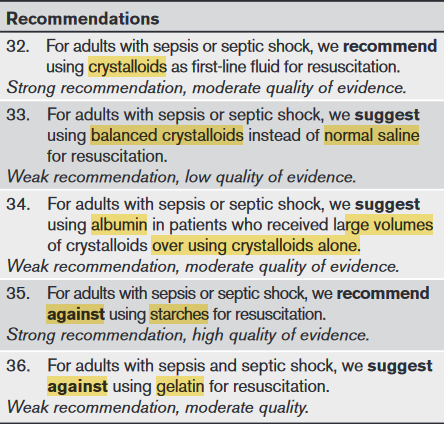 Recommendations
32. For adults with sepsis or septic shock, we recommend
using crystalloids as first-line fluid for resuscitation.
Strong recommendation, moderate quality of evidence.
33. For adults with sepsis or septic shock, we suggest
using balanced crystalloids instead of normal saline
for resuscitation.
Weak recommendation, low quality of evidence.
34. For adults with sepsis or septic shock, we suggest
using albumin in patients who received large volumes
of crystalloids over using crystalloids alone.
Weak recommendation, moderate quality of evidence.
35. For adults with sepsis or septic shock, we recommend
against using starches for resuscitation.
Strong recommendation, high quality of evidence.
36. For adults with sepsis and septic shock, we suggest
against using gelatin for resuscitation.
Weak recommendation, moderate quality.